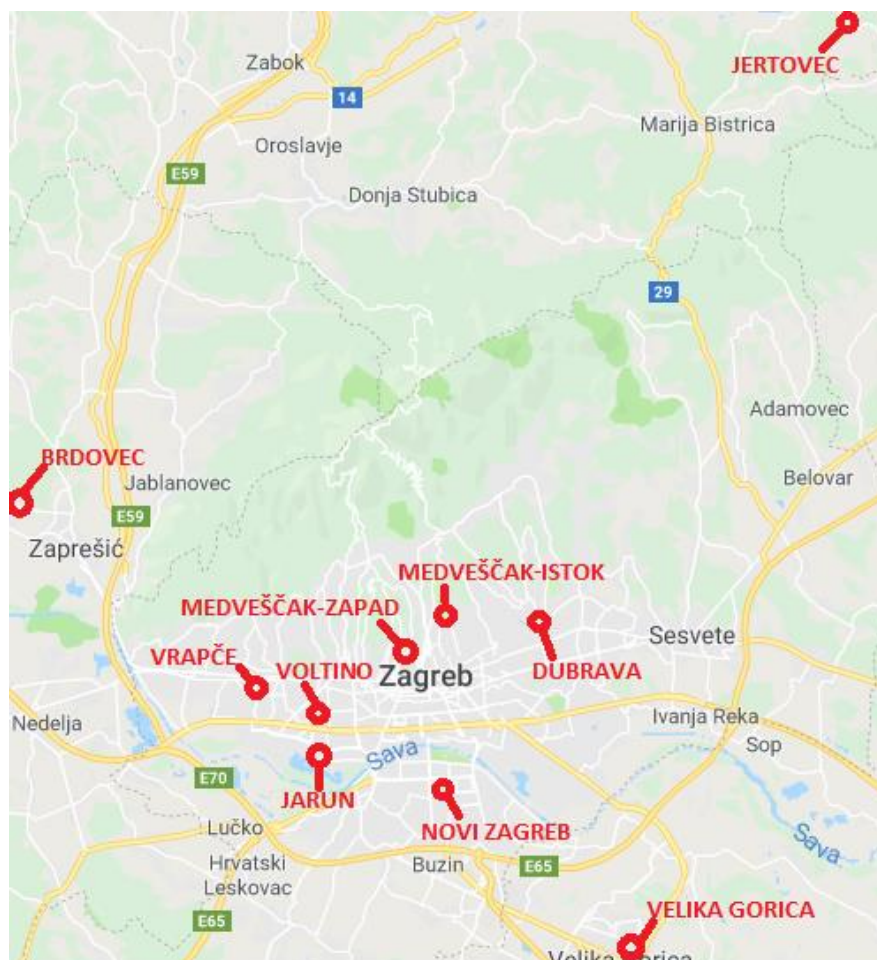 JERTOVEC
Zabok
14
Marija Bistrica
Oroslavje
E59
Donja Stubica
29
Adamovec
BRDOVEC
Jablanovec
Belovar
E59
Zaprešić
MEDVEŠČAK-ISTOK
MEDVEŠČAK-ZAPAD
Sesvete
VRAPČE
VOLTINO
Zagreb
DUBRAVA
Nedelja
Ivanja Reka
Sop
Sava
E70
JARUN
Lučko
NOVI ZAGREB
Sava
Hrvatski
Leskovac
Buzin
E65
E65
VELIKA GORICA
Velika Gorica